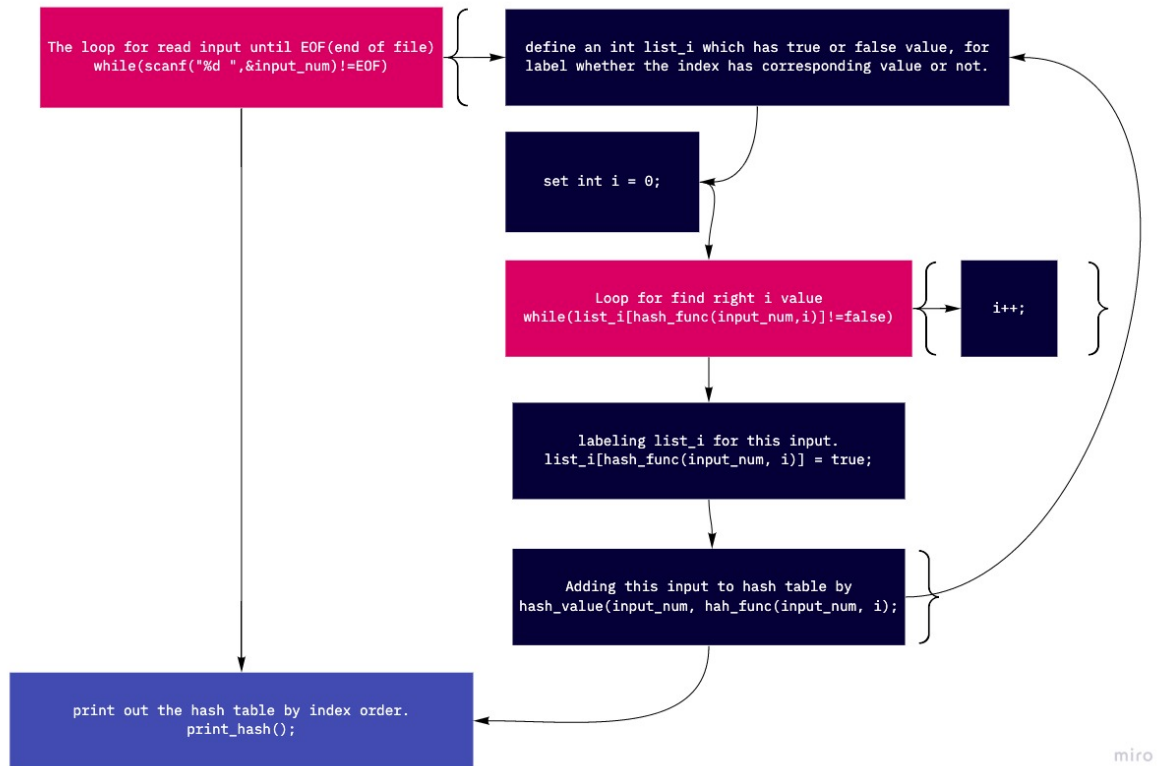 The loop for read input until EOF(end of file)
while(scanf("%d ",&input_num)!=EOF)
define an int list_i which has true or false value, for
label whether the index has corresponding value or not.
set int i = 0;
Loop for find right i value
while(list_i[hash_func(input_num,i)]!=false)
i++;
labeling list_i for this input.
list_i[hash_func(input_num, i)] = true;
Adding this input to hash table by
hash_value(input_num, hah_func(input_num, i);
print out the hash table by index order.
print_hash();
miro